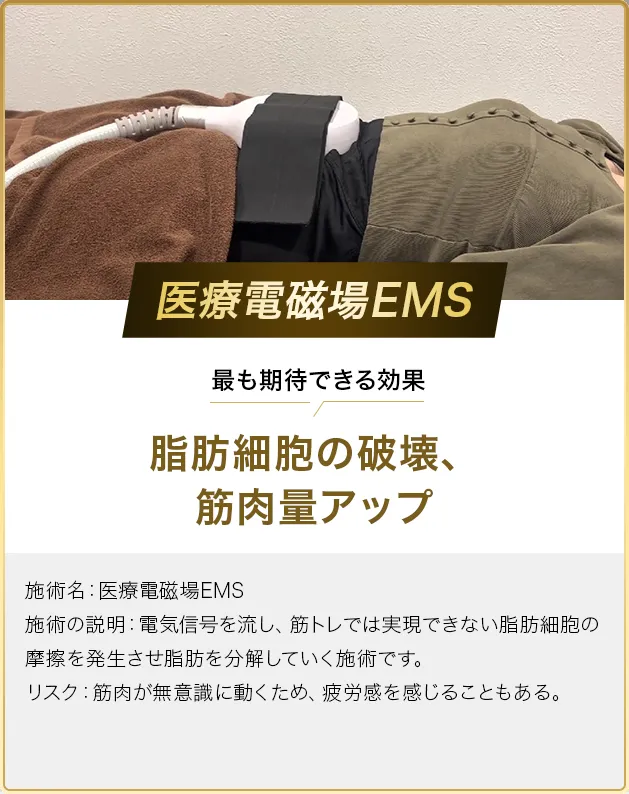 医療電磁場EMS
最も期待できる効果
脂肪細胞の破壊、
筋肉量アップ
施術名：医療電磁場EMS
施術の説明：電気信号を流し、筋トレでは実現できない脂肪細胞の
摩擦を発生させ脂肪を分解していく施術です。
リスク：筋肉が無意識に動くため、疲労感を感じることもある。